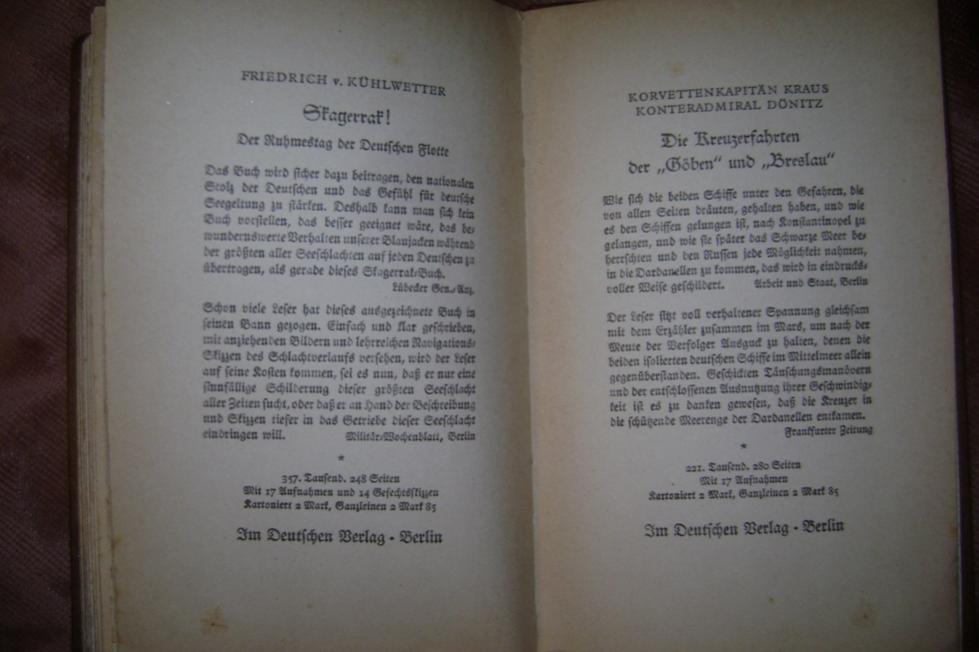 FRIEDRICH v. KÜHLWETTER
Skagerrak!
Der Ruhmestag der Deutschen Flotte
Das Buch wird sicher dazu beitragen, den nationalen
Stolz der Deutschen und das Gefühl für deutsche
Seegeltung zu stärken. Deshalb kann man sich kein
Buch vorstellen, das besser geeignet wäre, das be-
wundernswerte Verhalten unserer Blaujacken während
der größten aller Seeschlachten auf jeden Deutschen zu
übertragen, als gerade dieses Skagerrak-Buch.
Lübecker Gen.-Anz.
Schon viele Leser hat dieses ausgezeichnete Buch in
seinen Bann gezogen. Einfach und klar geschrieben,
mit anziehenden Bildern und lehrreichen Navigations-
Skizzen des Schlachtverlaufs versehen, wird der Leser
auf seine Kosten kommen, sei es nun, daß er nur eine
sinnfällige Schilderung dieser größten Seeschlacht
aller Zeiten sucht, oder daß er an Hand der Beschreibung
und Skizzen tiefer in das Getriebe dieser Seeschlacht
eindringen will. Militär-Wochenblatt, Berlin
*
357. Tausend. 248 Seiten
Mit 17 Aufnahmen und 14 Gefechtsskizzen
Kartoniert 2 Mark, Ganzleinen 2 Mark 85
Im Deutschen Verlag · Berlin
KORVETTENKAPITÄN KRAUS
KONTERADMIRAL DÖNITZ
Die Kreuzerfahrten
der „Göben“ und „Breslau“
Wie sich die beiden Schiffe unter den Gefahren, die
von allen Seiten dräuten, gehalten haben, und wie
es den Schiffen gelungen ist, nach Konstantinopel zu
gelangen, und wie sie später das Schwarze Meer be-
herrschten und den Russen jede Möglichkeit nahmen,
in die Dardanellen zu kommen, das wird in eindrucks-
voller Weise geschildert. Arbeit und Staat, Berlin
Der Leser sitzt voll verhaltener Spannung gleichsam
mit dem Erzähler zusammen im Mars, um nach der
Meute der Verfolger Ausguck zu halten, denen die
beiden isolierten deutschen Schiffe im Mittelmeer allein
gegenüberstanden. Geschickten Täuschungsmanövern
und der entschlossenen Ausnutzung ihrer Geschwindig-
keit ist es zu danken gewesen, daß die Kreuzer in
die schützende Meerenge der Dardanellen entkamen.
Frankfurter Zeitung
*
221. Tausend. 280 Seiten
Mit 17 Aufnahmen
Kartoniert 2 Mark, Ganzleinen 2 Mark 85
Im Deutschen Verlag · Berlin